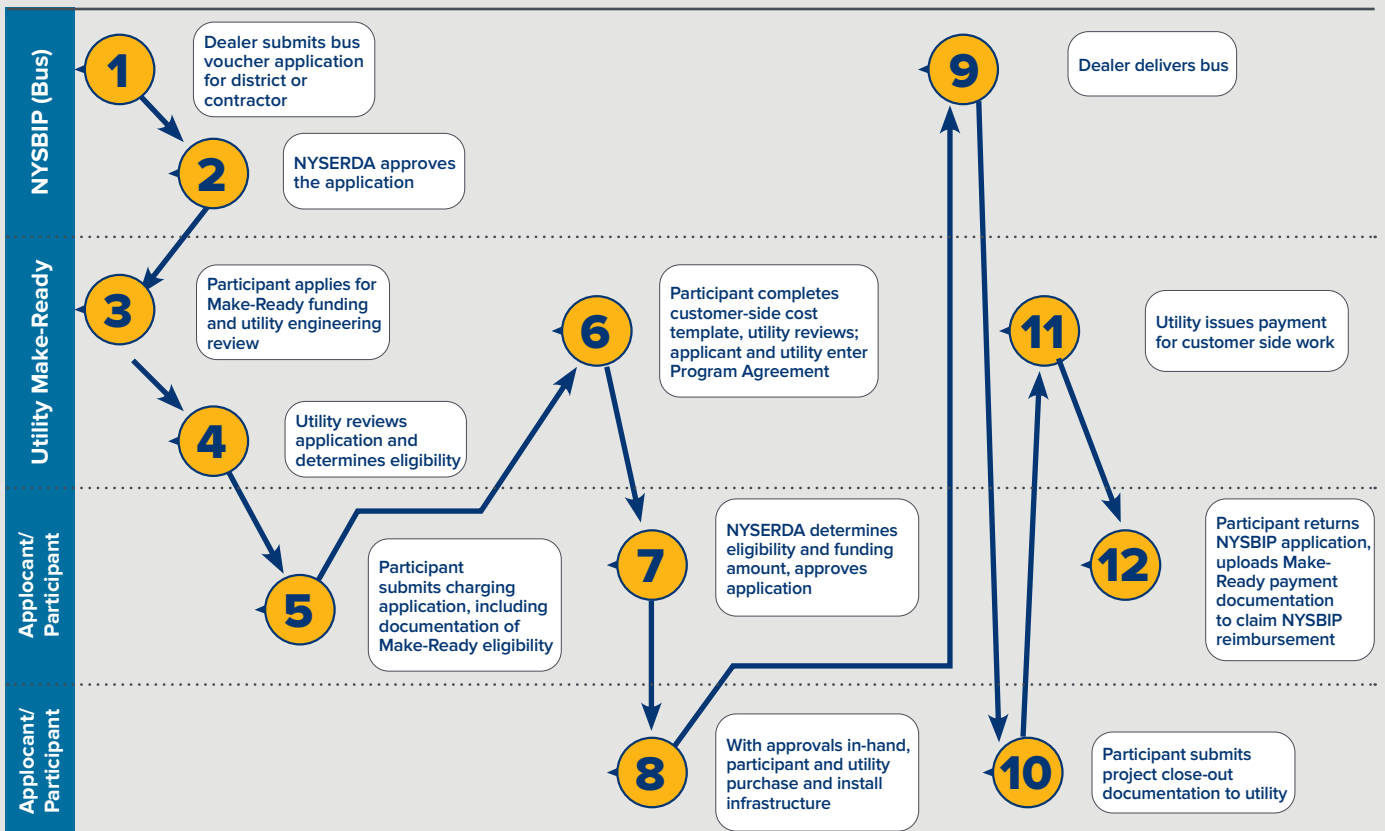 NYSBIP (Bus)
1
Dealer submits bus
voucher application
for district or
contractor
2
NYSERDA approves
the application
9
Dealer delivers bus
Utility Make-Ready
3
Participant applies for
Make-Ready funding
and utility engineering
review
4
Utility reviews
application and
determines eligibility
6
Participant completes
customer-side cost
template, utility reviews;
applicant and utility enter
Program Agreement
11
Utility issues payment
for customer side work
Applocant/
Participant
5
Participant
submits charging
application, including
documentation of
Make-Ready eligibility
7
NYSERDA determines
eligibility and funding
amount, approves
application
12
Participant returns
NYSBIP application,
uploads Make-
Ready payment
documentation
to claim NYSBIP
reimbursement
Applocant/
Participant
8
With approvals in-hand,
participant and utility
purchase and install
infrastructure
10
Participant submits
project close-out
documentation to utility